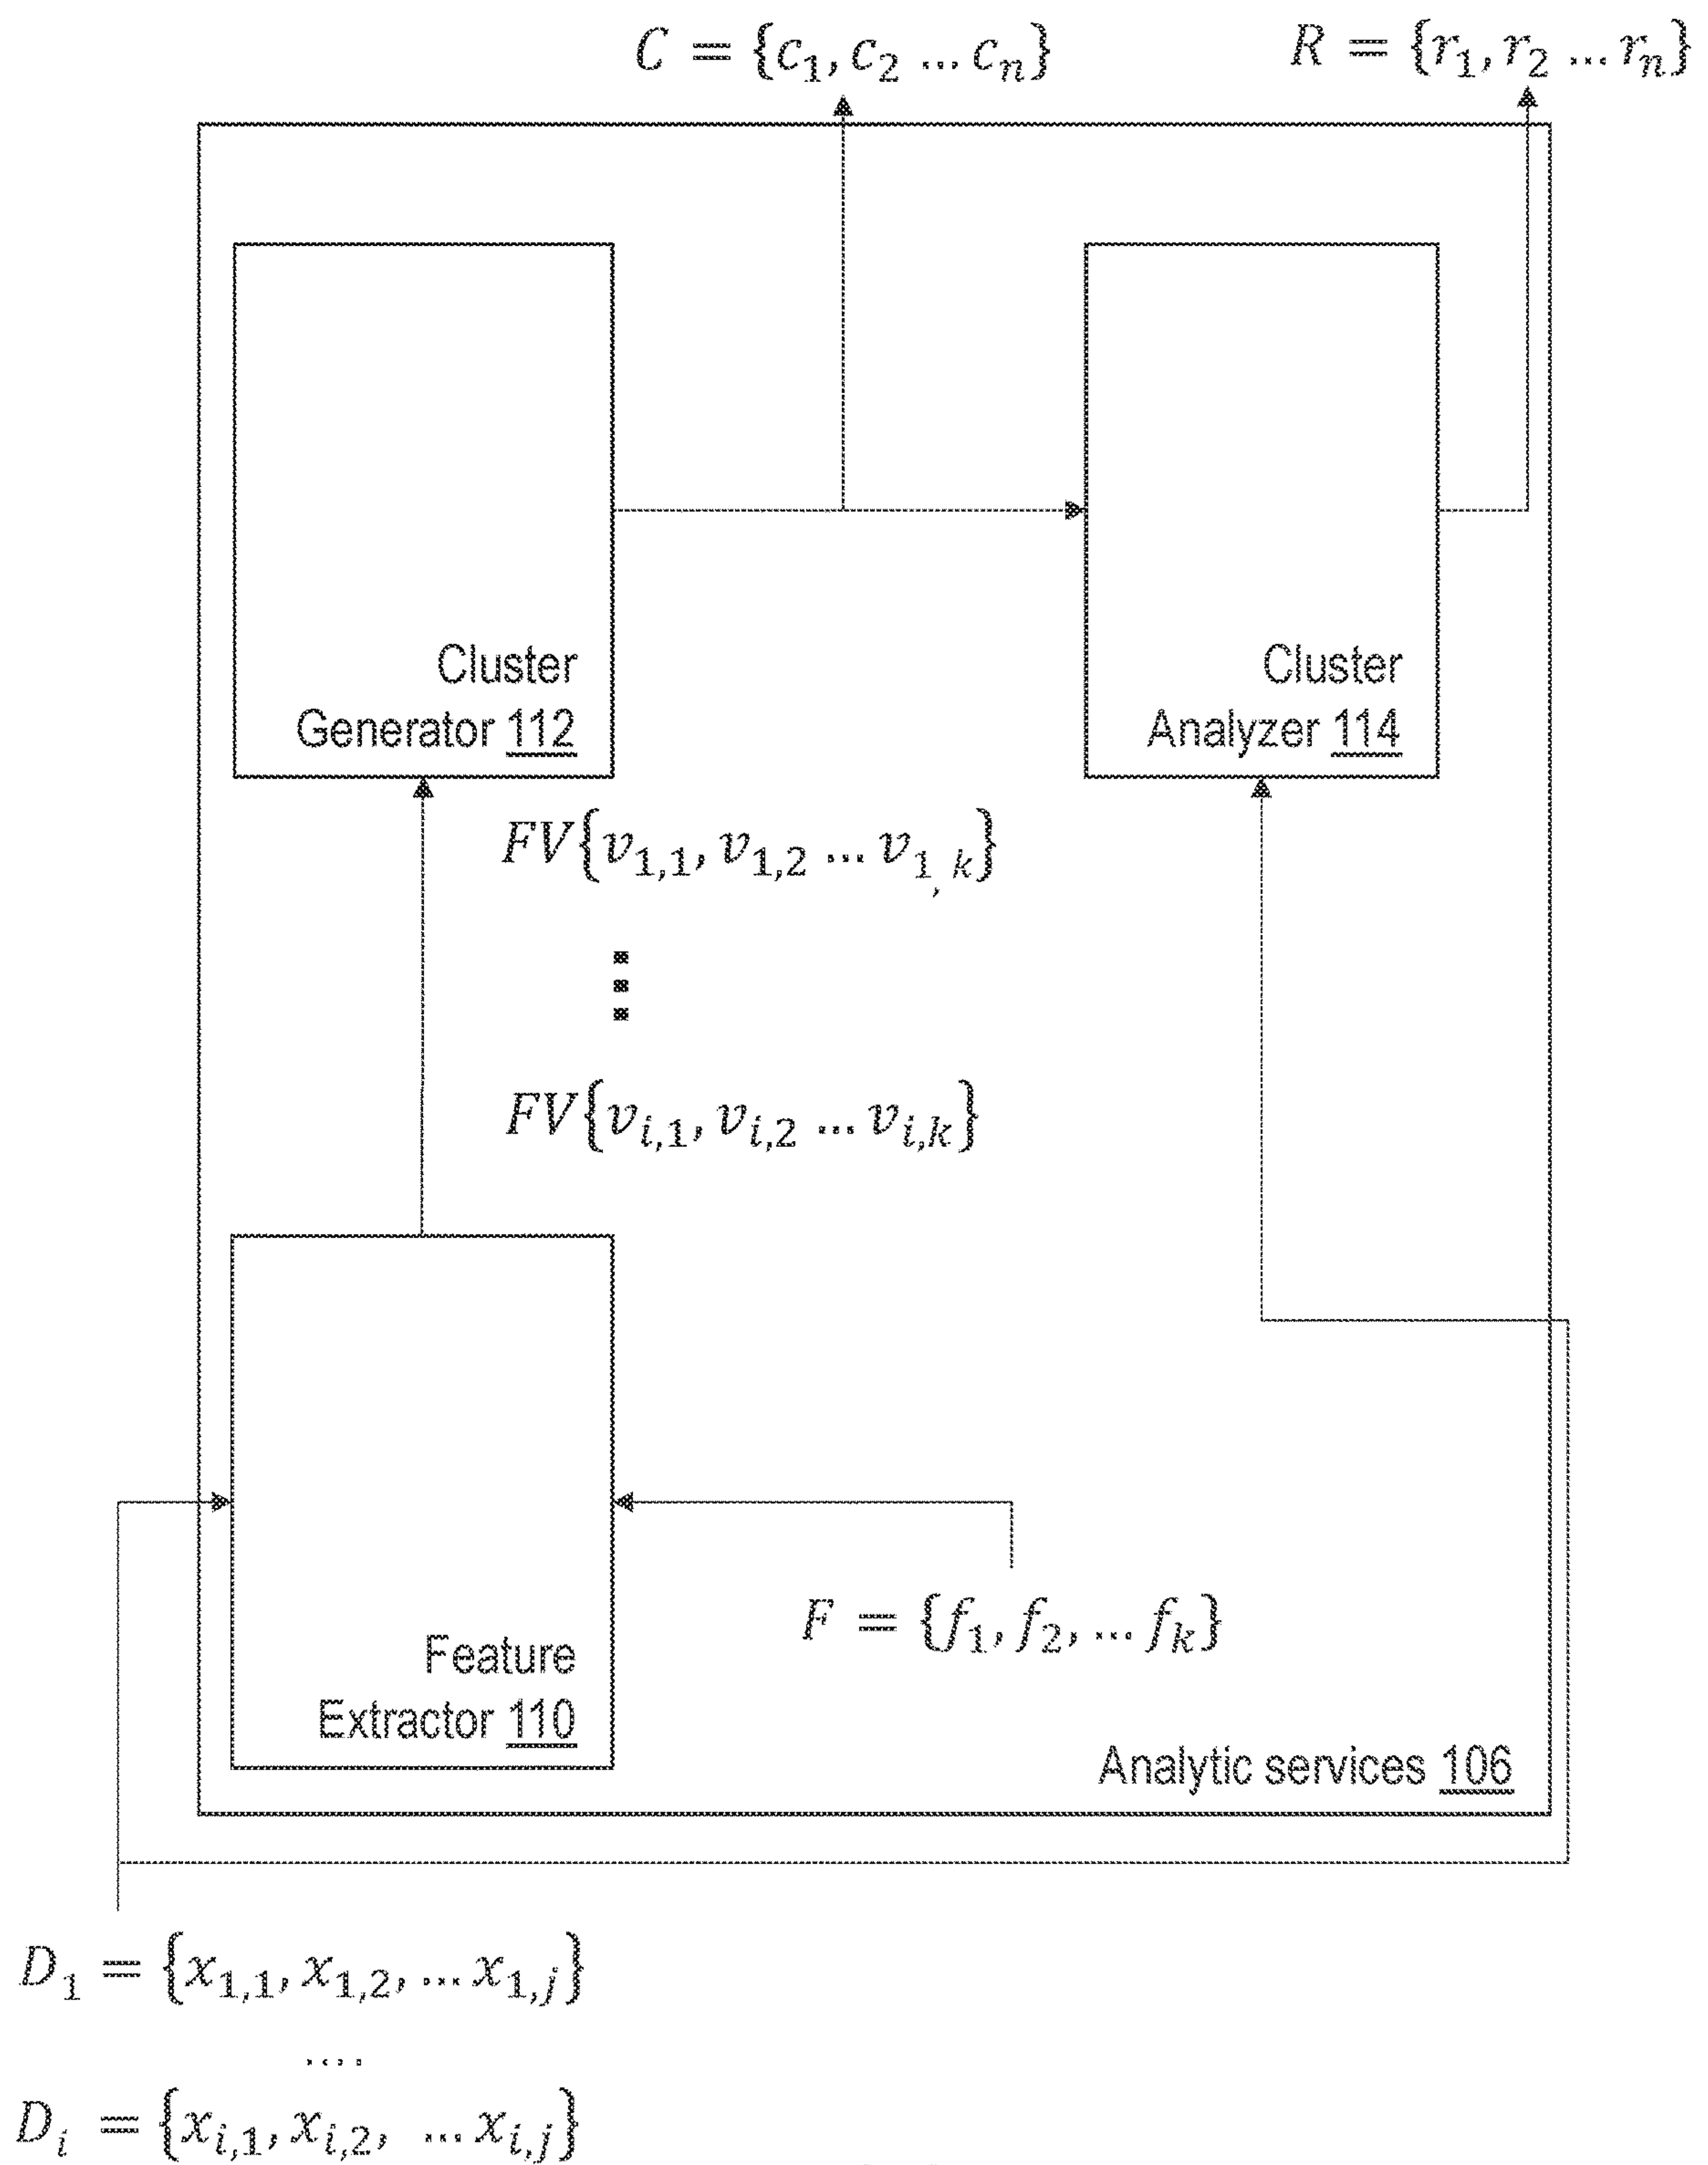 C = {c₁, c₂ ... cₙ}
R = {r₁, r₂ ... rₙ}
Cluster
Generator 112
Cluster
Analyzer 114
FV{v₁,₁, v₁,₂ ... v₁, ₖ}
⋮
FV{vᵢ,₁, vᵢ,₂ ... vᵢ,ₖ}
F = {f₁, f₂, ... fₖ}
Feature
Extractor 110
Analytic services 106
D₁ = {x₁,₁, x₁,₂, ... x₁,ⱼ}
....
Dᵢ = {xᵢ,₁, xᵢ,₂, ... xᵢ,ⱼ}